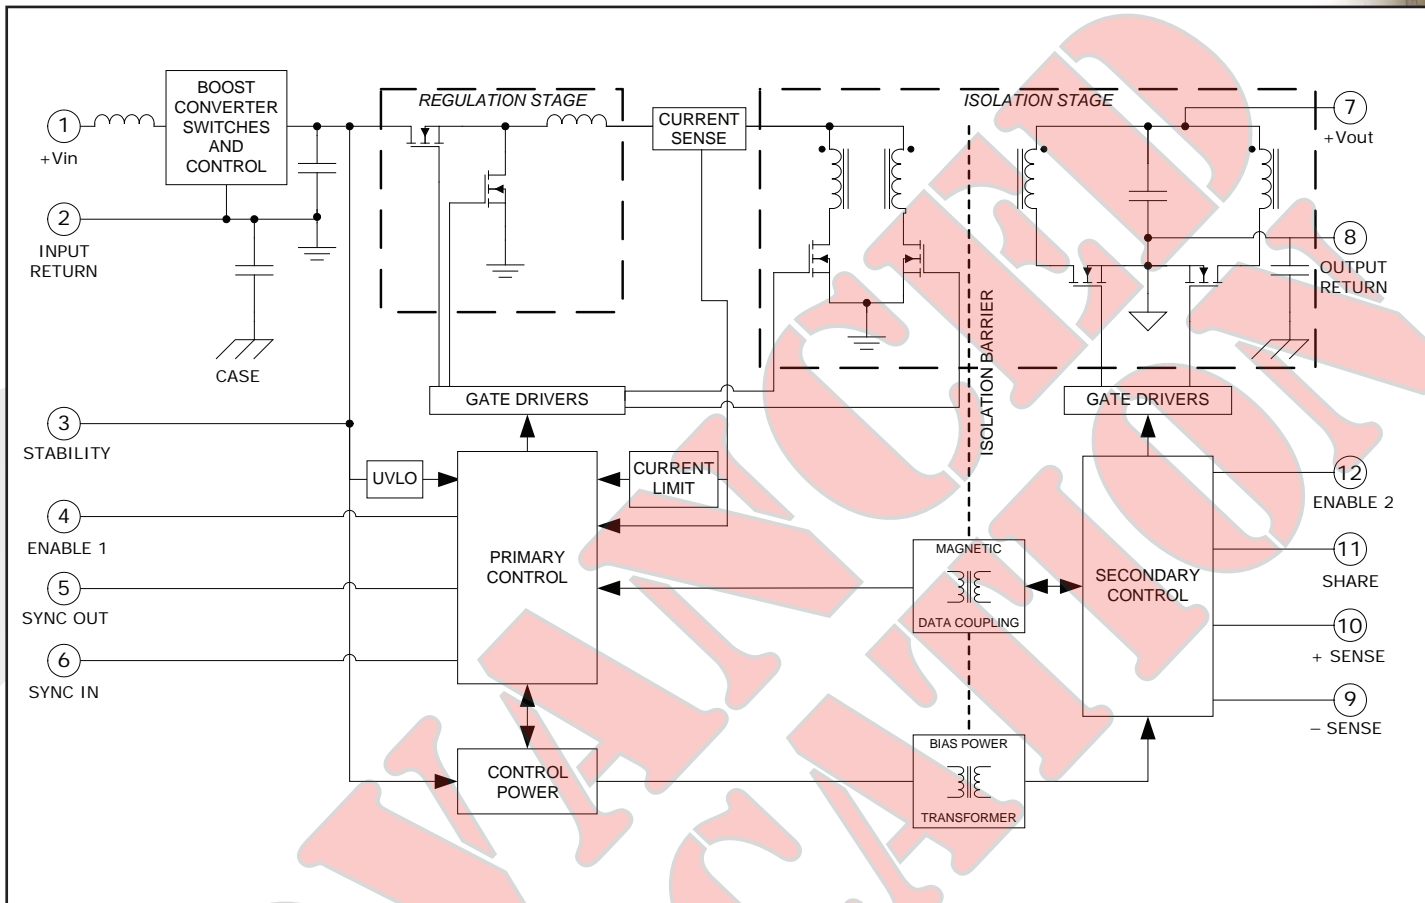 BOOST
CONVERTER
SWITCHES
AND
CONTROL
REGULATION STAGE
CURRENT
SENSE
ISOLATION STAGE
1
+Vin
2
INPUT
RETURN
CASE
7
+Vout
8
OUTPUT
RETURN
ISOLATION BARRIER
GATE DRIVERS
GATE DRIVERS
3
STABILITY
UVLO
CURRENT
LIMIT
4
ENABLE 1
5
SYNC OUT
6
SYNC IN
PRIMARY
CONTROL
MAGNETIC
DATA COUPLING
SECONDARY
CONTROL
12
ENABLE 2
11
SHARE
10
+ SENSE
9
– SENSE
CONTROL
POWER
BIAS POWER
TRANSFORMER